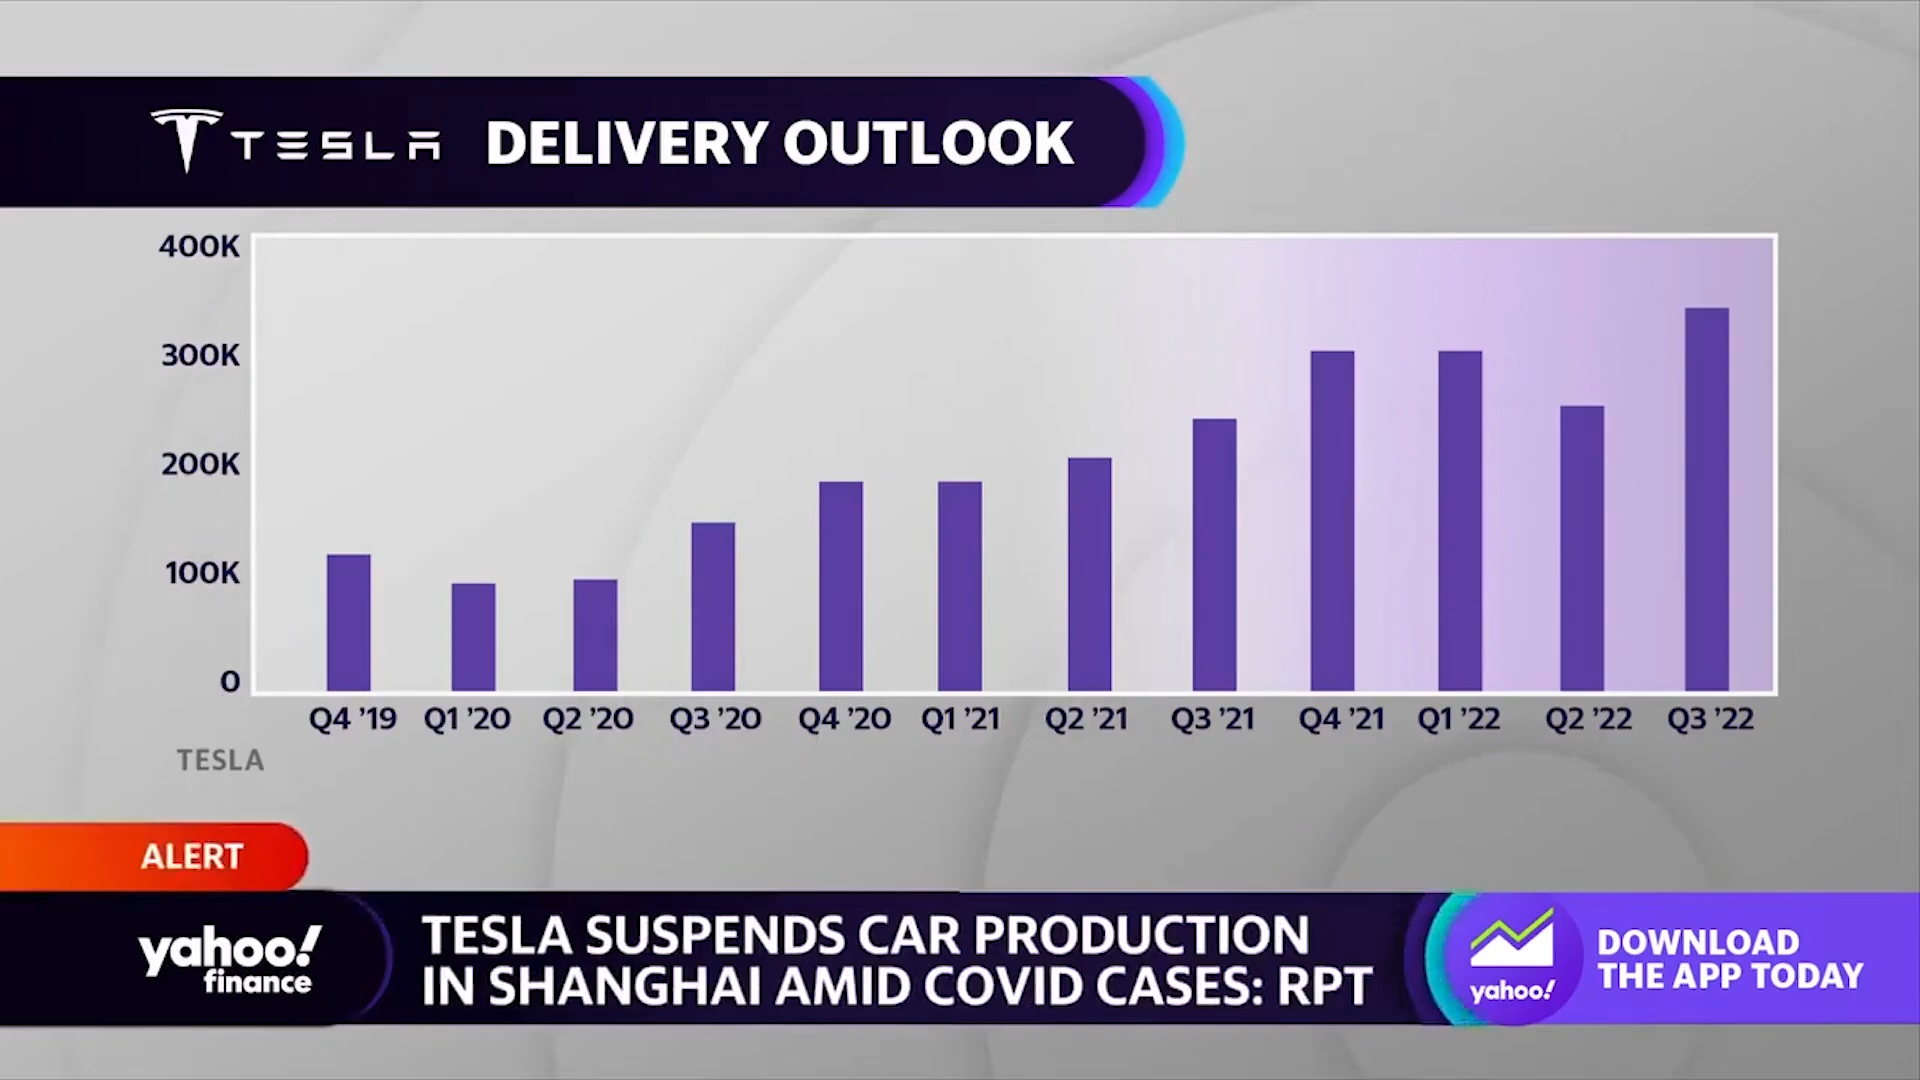 TESLA DELIVERY OUTLOOK
400K
300K
200K
100K
0
Q4 ’19 Q1 ’20 Q2 ’20 Q3 ’20 Q4 ’20 Q1 ’21 Q2 ’21 Q3 ’21 Q4 ’21 Q1 ’22 Q2 ’22 Q3 ’22
TESLA
ALERT
yahoo!
finance
TESLA SUSPENDS CAR PRODUCTION
IN SHANGHAI AMID COVID CASES: RPT
yahoo!
DOWNLOAD
THE APP TODAY